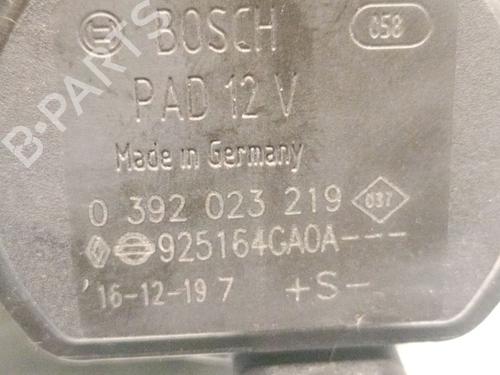 BOSCH
058
PAD 12 V
Made in Germany
0 392 023 219
037
925164GA0A---
'16-12-19 7 +S-
B-PARTS